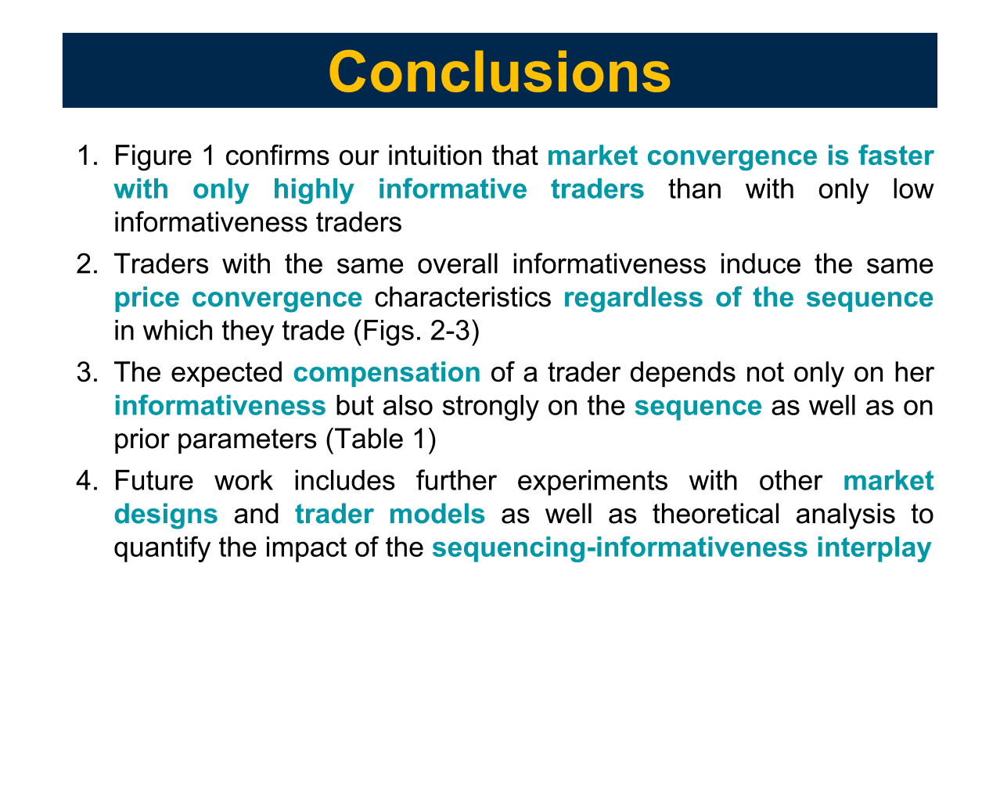 Conclusions
1. Figure 1 confirms our intuition that market convergence is faster
with only highly informative traders than with only low
informativeness traders
2. Traders with the same overall informativeness induce the same
price convergence characteristics regardless of the sequence
in which they trade (Figs. 2-3)
3. The expected compensation of a trader depends not only on her
informativeness but also strongly on the sequence as well as on
prior parameters (Table 1)
4. Future work includes further experiments with other market
designs and trader models as well as theoretical analysis to
quantify the impact of the sequencing-informativeness interplay